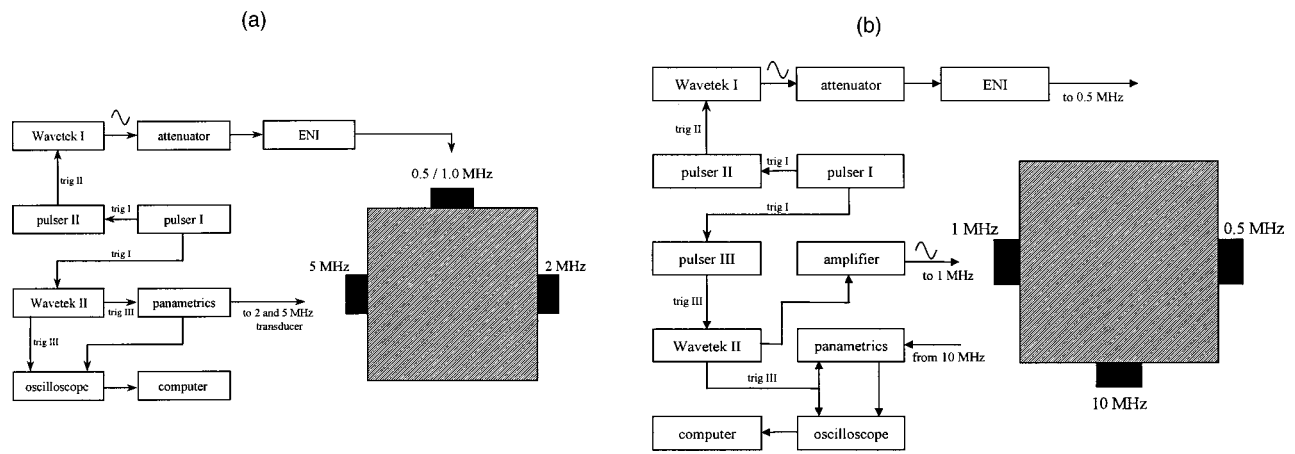 (a)
Wavetek I
attenuator
ENI
trig II
0.5 / 1.0 MHz
pulser II
trig I
pulser I
trig I
5 MHz
2 MHz
Wavetek II
trig III
panametrics
to 2 and 5 MHz
transducer
trig III
oscilloscope
computer
(b)
Wavetek I
attenuator
ENI
to 0.5 MHz
trig II
pulser II
trig I
pulser I
trig I
1 MHz
0.5 MHz
pulser III
amplifier
to 1 MHz
trig III
Wavetek II
panametrics
from 10 MHz
trig III
10 MHz
computer
oscilloscope